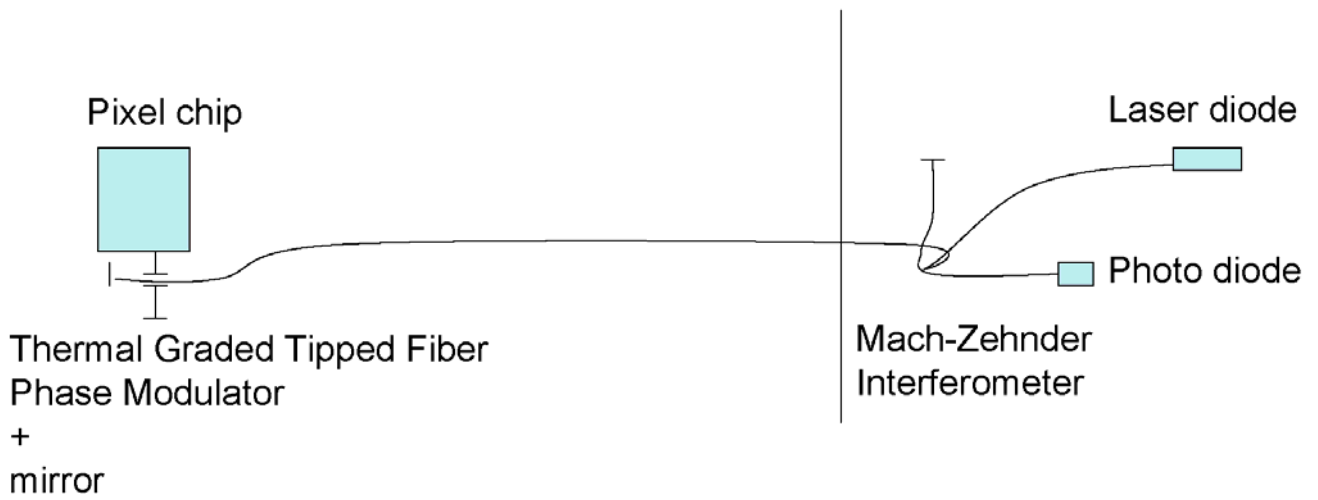 Pixel chip
Thermal Graded Tipped Fiber
Phase Modulator
+
mirror
Laser diode
Photo diode
Mach-Zehnder
Interferometer